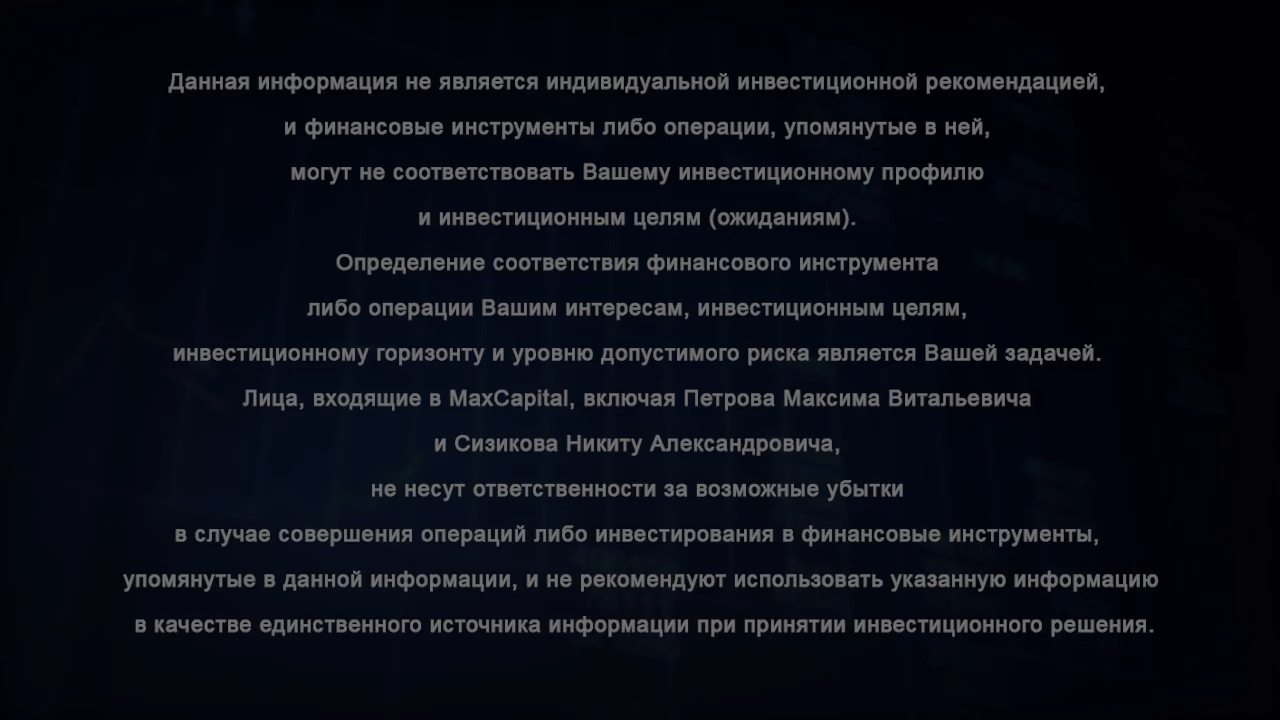 Данная информация не является индивидуальной инвестиционной рекомендацией,
и финансовые инструменты либо операции, упомянутые в ней,
могут не соответствовать Вашему инвестиционному профилю
и инвестиционным целям (ожиданиям).
Определение соответствия финансового инструмента
либо операции Вашим интересам, инвестиционным целям,
инвестиционному горизонту и уровню допустимого риска является Вашей задачей.
Лица, входящие в MaxCapital, включая Петрова Максима Витальевича
и Сизикова Никиту Александровича,
не несут ответственности за возможные убытки
в случае совершения операций либо инвестирования в финансовые инструменты,
упомянутые в данной информации, и не рекомендуют использовать указанную информацию
в качестве единственного источника информации при принятии инвестиционного решения.